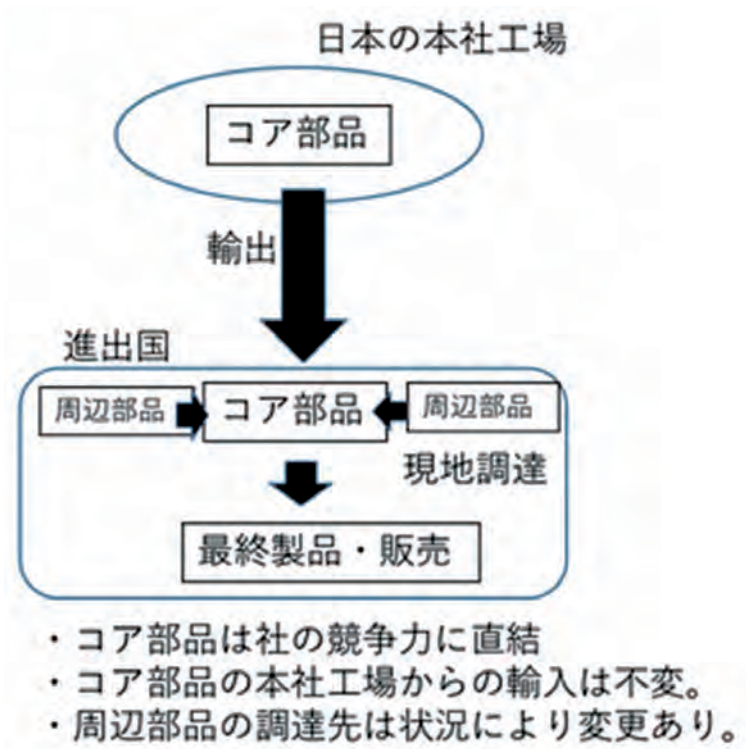 日本の本社工場
コア部品
輸出
進出国
周辺部品
コア部品
周辺部品
現地調達
最終製品・販売
・コア部品は社の競争力に直結
・コア部品の本社工場からの輸入は不変。
・周辺部品の調達先は状況により変更あり。